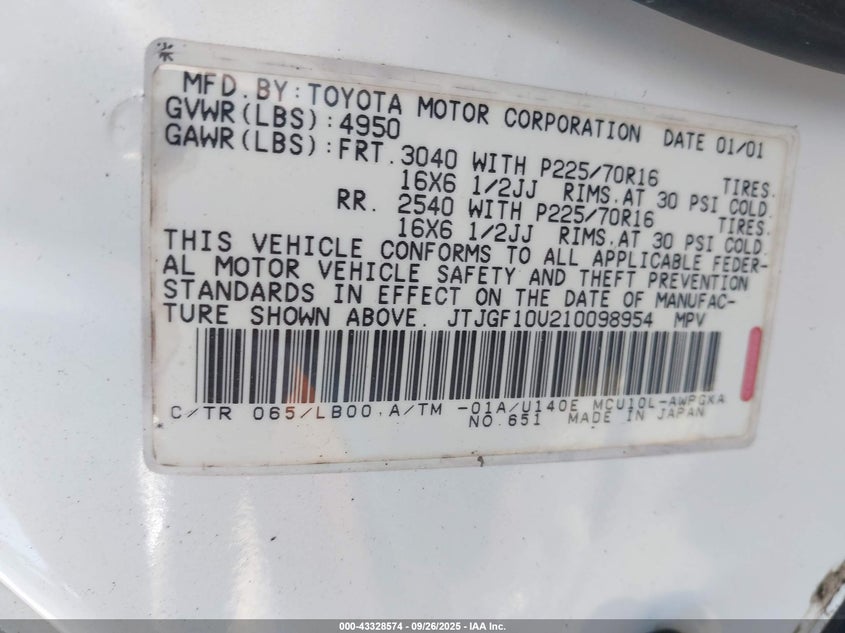 MFD. BY: TOYOTA MOTOR CORPORATION DATE 01/01
GVWR(LBS):4950
GAWR(LBS):FRT. 3040 WITH P225/70R16 TIRES.
16X6 1/2JJ RIMS.AT 30 PSI COLD.
RR. 2540 WITH P225/70R16 TIRES.
16X6 1/2JJ RIMS.AT 30 PSI COLD.
THIS VEHICLE CONFORMS TO ALL APPLICABLE FEDER-
AL MOTOR VEHICLE SAFETY AND THEFT PREVENTION
STANDARDS IN EFFECT ON THE DATE OF MANUFAC-
TURE SHOWN ABOVE. JTJGF10U210098954 MPV
C/TR 065/LB00,A/TM -01A/U140E MCU10L-AWPGKA
NO.651 MADE IN JAPAN
000-43328574 | 09/26/2025 - IAA Inc.